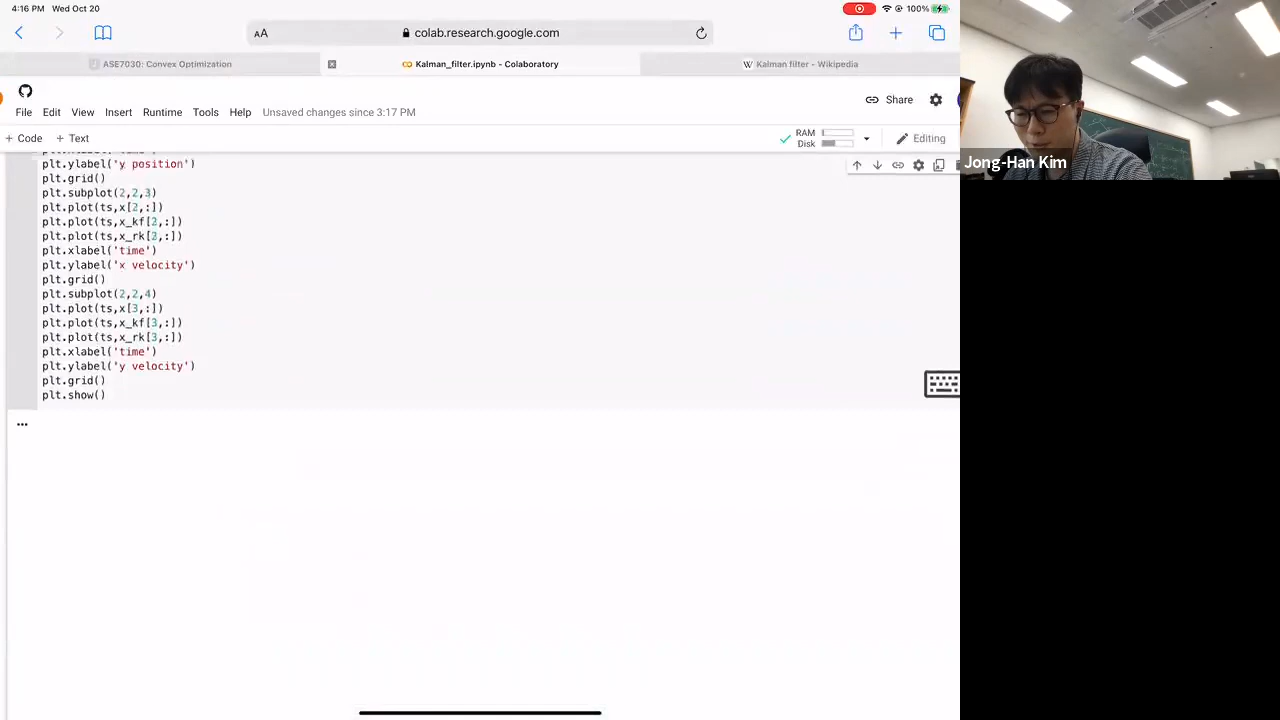 4:16 PM Wed Oct 20
100%
AA
colab.research.google.com
ASE7030: Convex Optimization
Kalman_filter.ipynb - Colaboratory
W Kalman filter - Wikipedia
File Edit View Insert Runtime Tools Help Unsaved changes since 3:17 PM
Share
+ Code + Text
RAM
Disk
Editing
plt.ylabel('y position')
plt.grid()
plt.subplot(2,2,3)
plt.plot(ts,x[2,:])
plt.plot(ts,x_kf[2,:])
plt.plot(ts,x_rk[2,:])
plt.xlabel('time')
plt.ylabel('x velocity')
plt.grid()
plt.subplot(2,2,4)
plt.plot(ts,x[3,:])
plt.plot(ts,x_kf[3,:])
plt.plot(ts,x_rk[3,:])
plt.xlabel('time')
plt.ylabel('y velocity')
plt.grid()
plt.show()
...
Jong-Han Kim